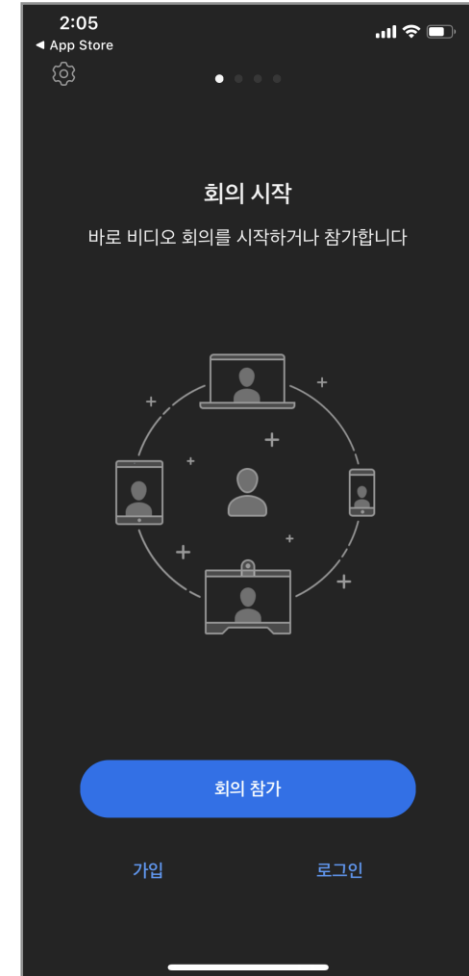 2:05
◀ App Store
회의 시작
바로 비디오 회의를 시작하거나 참가합니다
회의 참가
가입
로그인